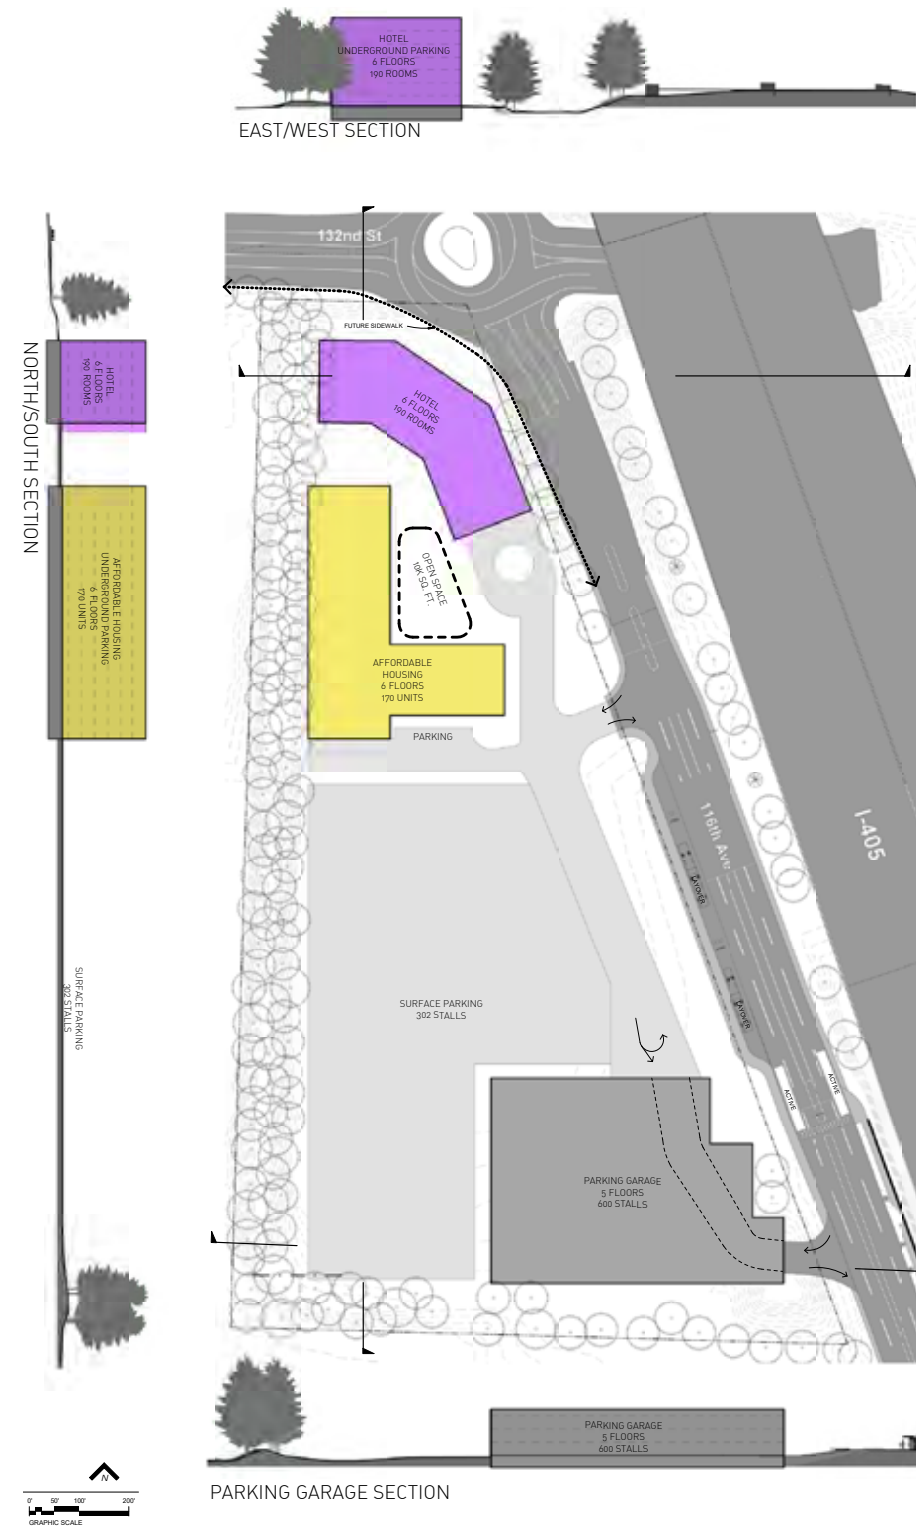 HOTEL
UNDERGROUND PARKING
6 FLOORS
190 ROOMS
EAST/WEST SECTION
132nd St
FUTURE SIDEWALK
HOTEL
6 FLOORS
190 ROOMS
NORTH/SOUTH SECTION
HOTEL
6 FLOORS
190 ROOMS
AFFORDABLE HOUSING
UNDERGROUND PARKING
6 FLOORS
170 UNITS
OPEN SPACE
10K SQ. FT.
AFFORDABLE
HOUSING
6 FLOORS
170 UNITS
PARKING
116th Ave
I-405
LAYOVER
LAYOVER
SURFACE PARKING
302 STALLS
SURFACE PARKING
302 STALLS
ACTIVE
ACTIVE
PARKING GARAGE
5 FLOORS
600 STALLS
PARKING GARAGE
5 FLOORS
600 STALLS
PARKING GARAGE SECTION
N
0' 50' 100' 200'
GRAPHIC SCALE